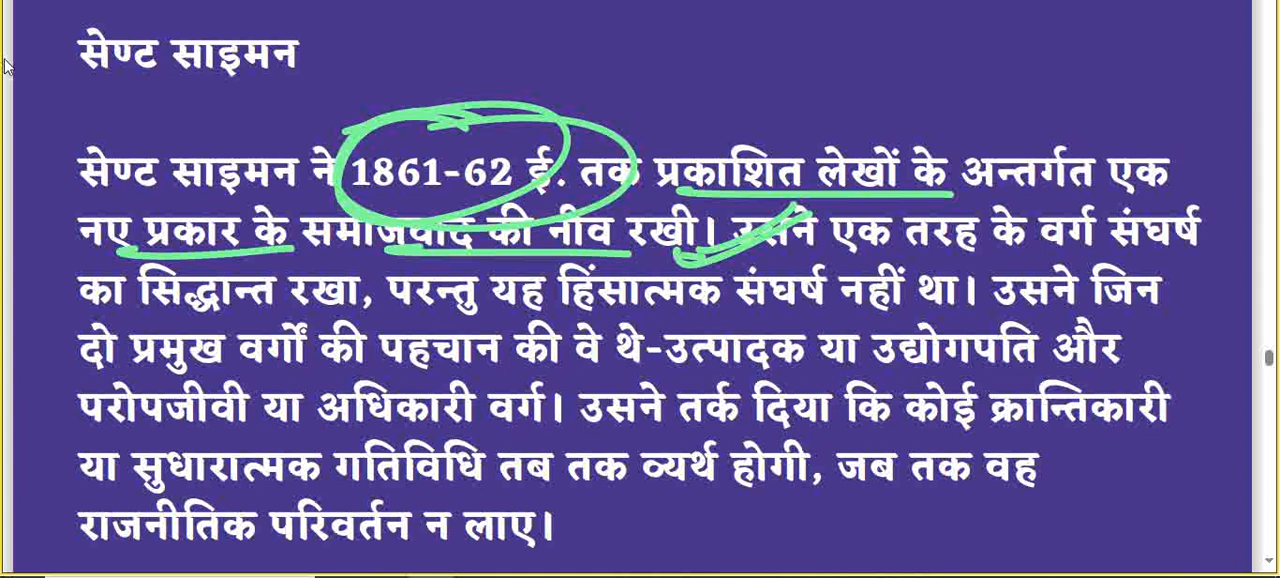 सेण्ट साइमन
सेण्ट साइमन ने 1861-62 ई. तक प्रकाशित लेखों के अन्तर्गत एक
नए प्रकार के समाजवाद की नीव रखी। उसने एक तरह के वर्ग संघर्ष
का सिद्धान्त रखा, परन्तु यह हिंसात्मक संघर्ष नहीं था। उसने जिन
दो प्रमुख वर्गों की पहचान की वे थे-उत्पादक या उद्योगपति और
परोपजीवी या अधिकारी वर्ग। उसने तर्क दिया कि कोई क्रान्तिकारी
या सुधारात्मक गतिविधि तब तक व्यर्थ होगी, जब तक वह
राजनीतिक परिवर्तन न लाए।